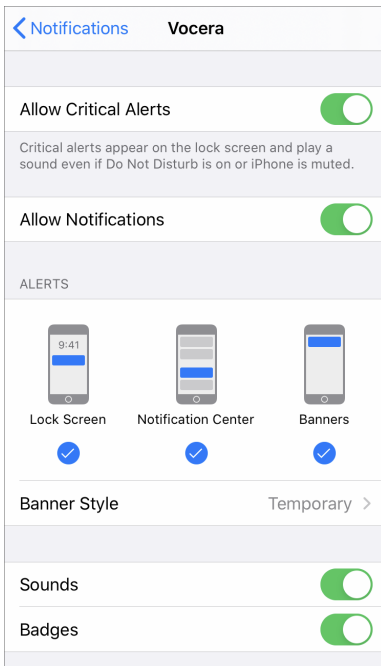 Notifications Vocera
Allow Critical Alerts
Critical alerts appear on the lock screen and play a
sound even if Do Not Disturb is on or iPhone is muted.
Allow Notifications
ALERTS
9:41
Lock Screen Notification Center Banners
Banner Style Temporary
Sounds
Badges